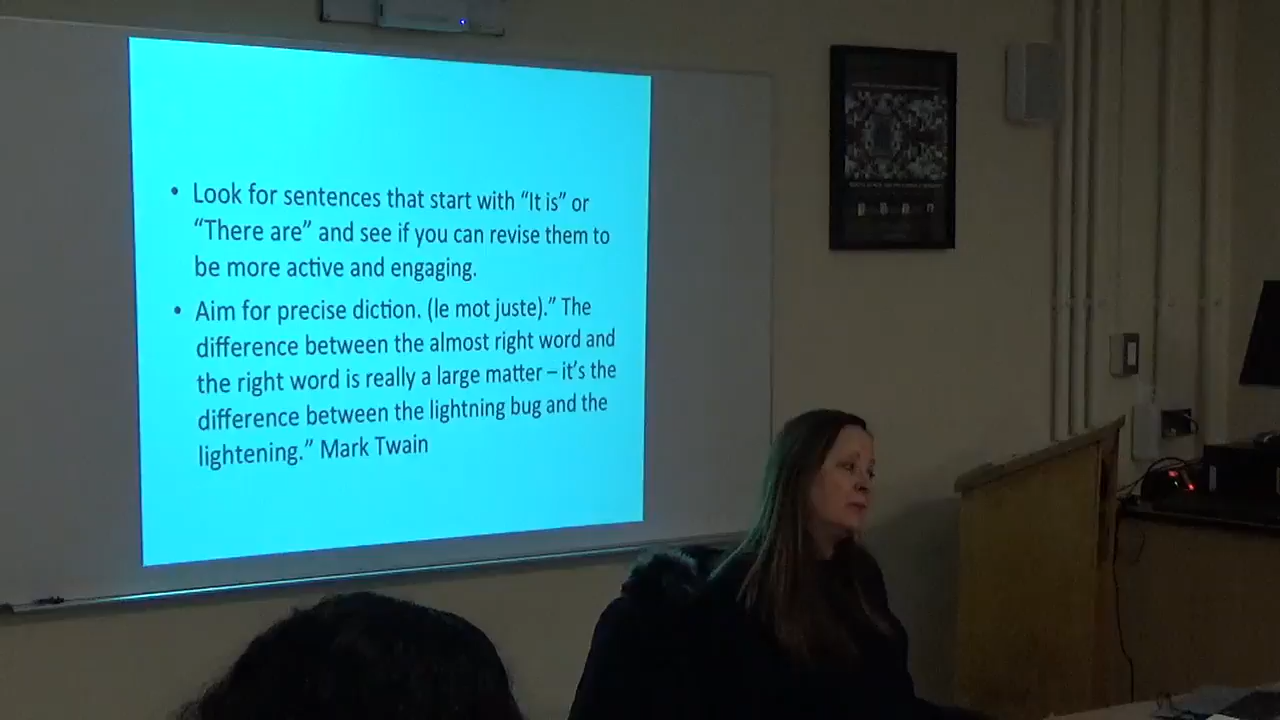 • Look for sentences that start with “It is” or
“There are” and see if you can revise them to
be more active and engaging.
• Aim for precise diction. (le mot juste).” The
difference between the almost right word and
the right word is really a large matter – it’s the
difference between the lightning bug and the
lightening.” Mark Twain